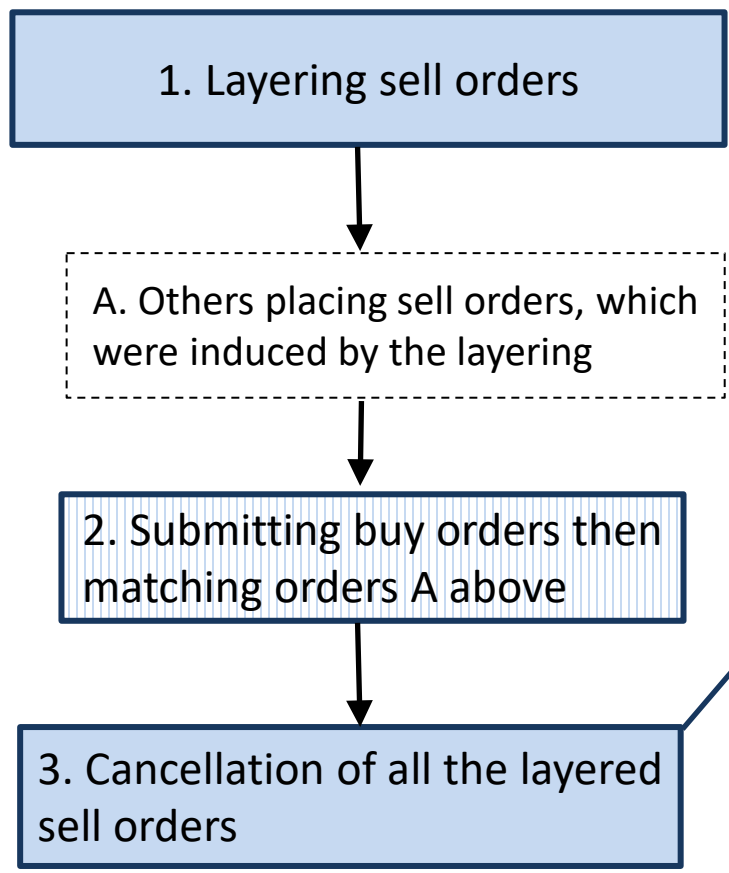 1. Layering sell orders
A. Others placing sell orders, which
were induced by the layering
2. Submitting buy orders then
matching orders A above
3. Cancellation of all the layered
sell orders